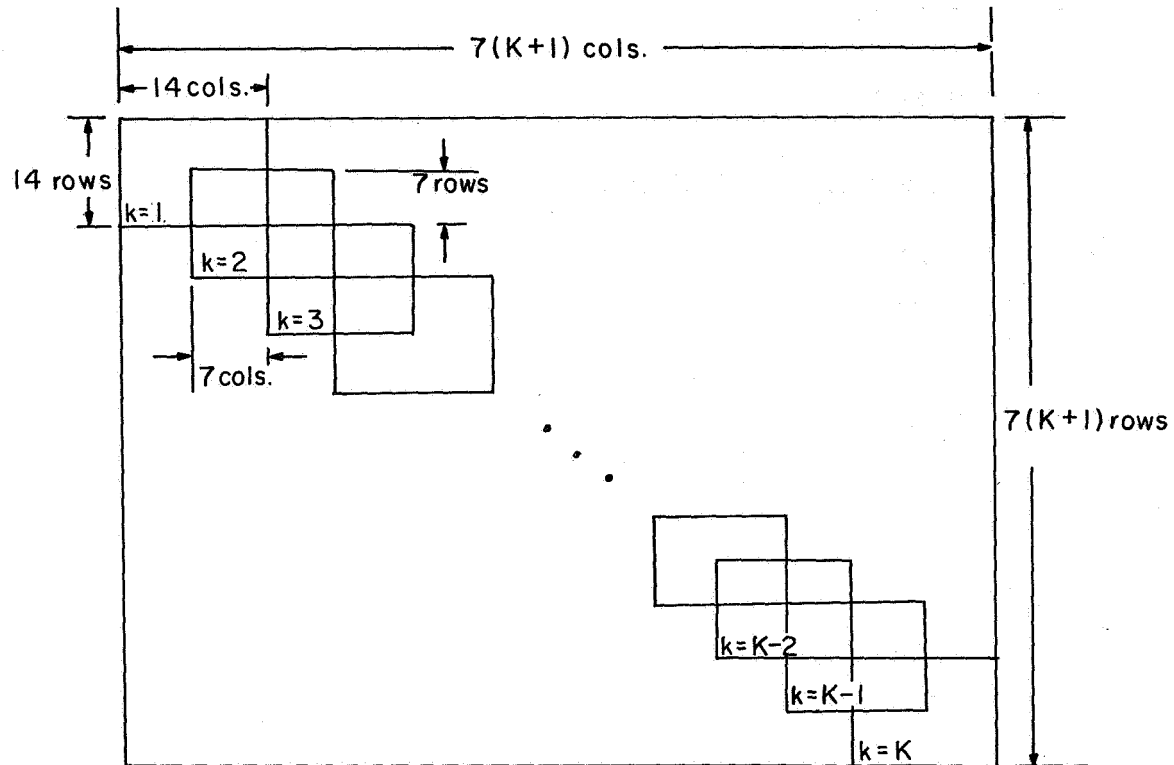 7(K+1) cols.
14 cols.
14 rows
7 rows
k=1
k=2
k=3
7 cols.
7(K+1) rows
k=K-2
k=K-1
k=K